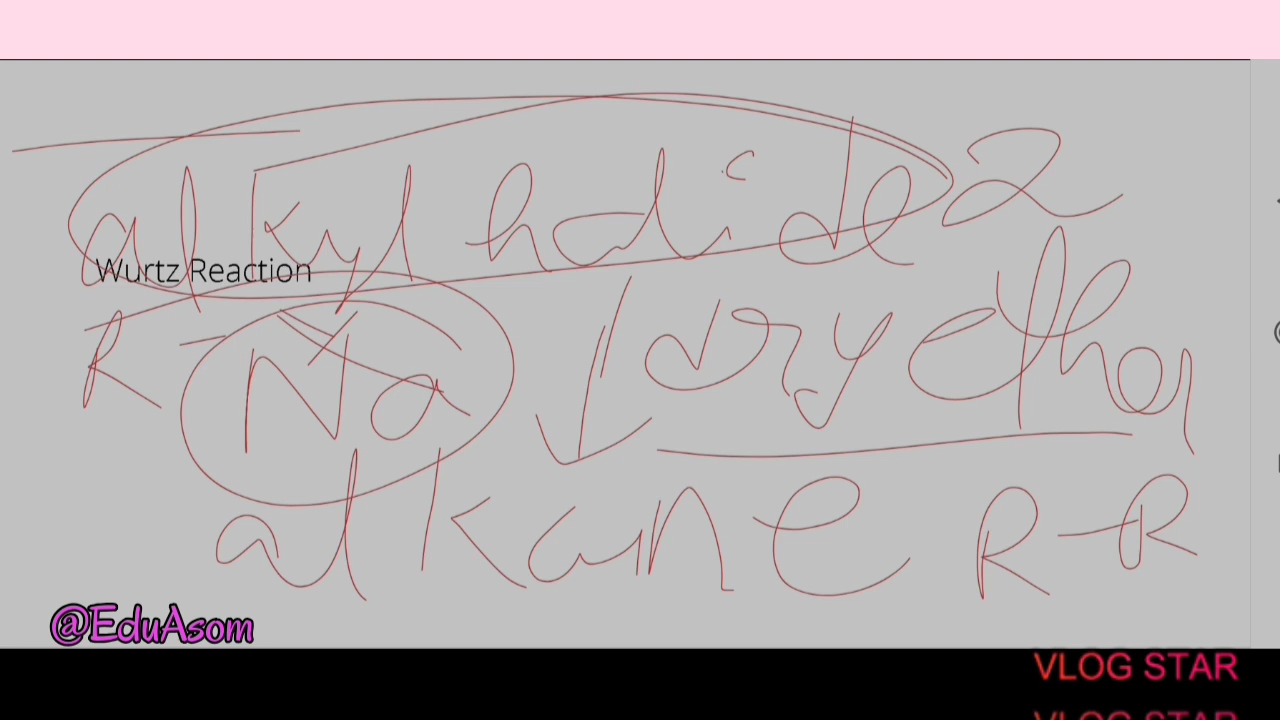 alkyl halide 2
Wurtz Reaction
R Na dry ether
alkane R-R
@EduAsom
VLOG STAR